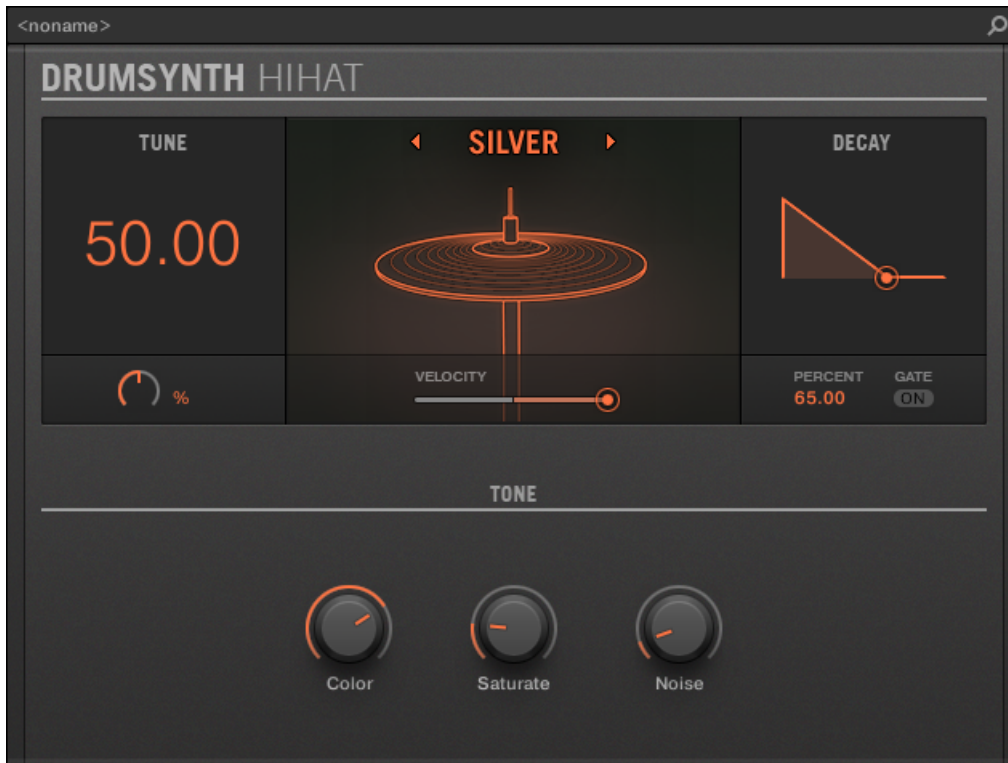 <noname>
DRUMSYNTH HIHAT
TUNE
SILVER
DECAY
50.00
%
VELOCITY
PERCENT GATE
65.00 ON
TONE
Color Saturate Noise